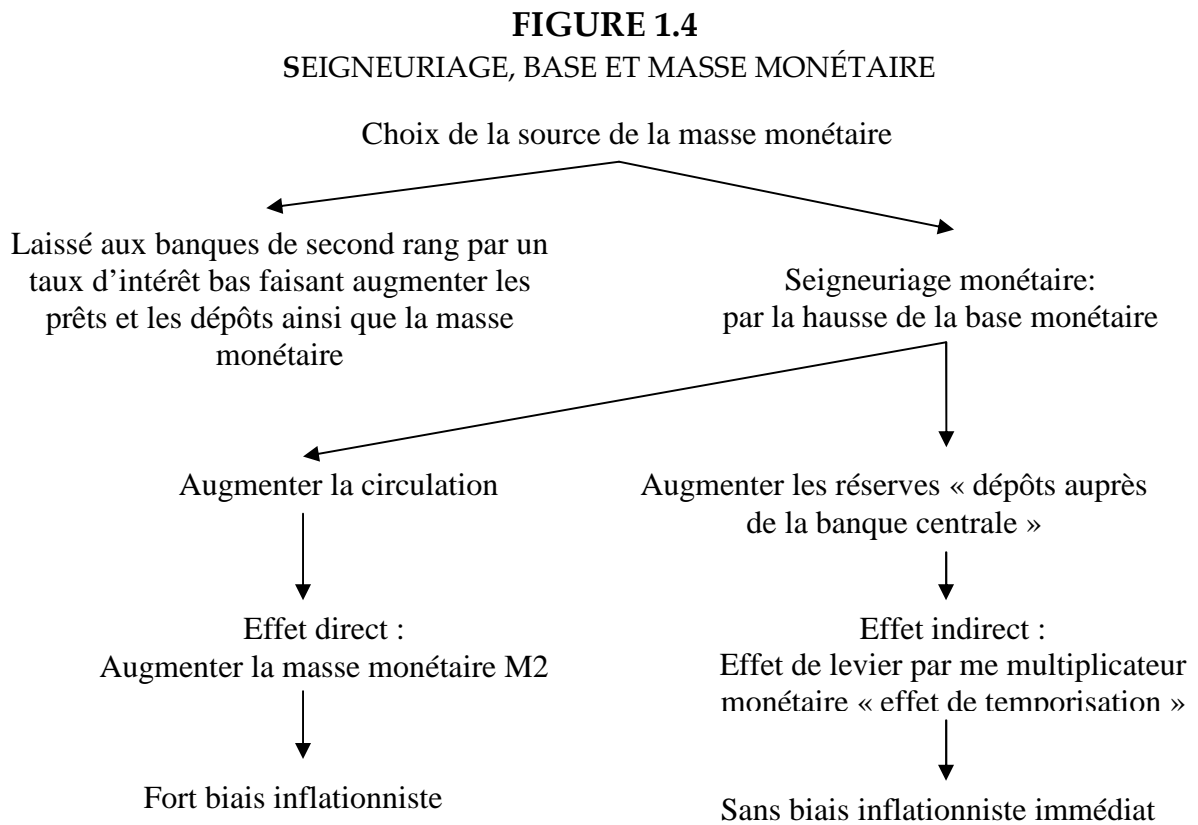 FIGURE 1.4
SEIGNEURIAGE, BASE ET MASSE MONÉTAIRE
Choix de la source de la masse monétaire
Laissé aux banques de second rang par un
taux d’intérêt bas faisant augmenter les
prêts et les dépôts ainsi que la masse
monétaire
Seigneuriage monétaire:
par la hausse de la base monétaire
Augmenter la circulation
Augmenter les réserves « dépôts auprès
de la banque centrale »
Effet direct :
Augmenter la masse monétaire M2
Effet indirect :
Effet de levier par me multiplicateur
monétaire « effet de temporisation »
Fort biais inflationniste
Sans biais inflationniste immédiat